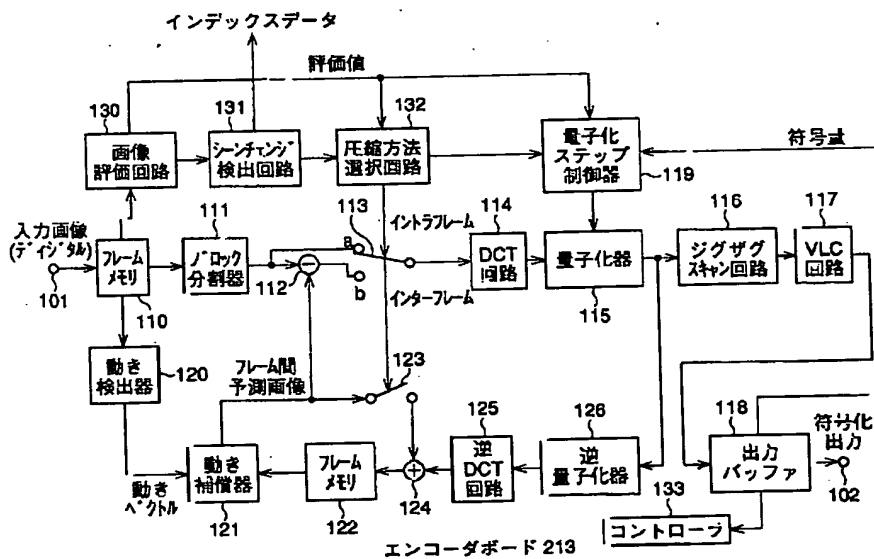 インデックスデータ
評価値
130
131
132
画像
評価回路
シーンチェンジ
検出回路
圧縮方法
選択回路
量子化
ステップ
制御器
符号量
119
入力画像
(ディジタル)
111
113
イントラフレーム
114
116
117
フレーム
メモリ
ブロック
分割器
a
b
DCT
回路
量子化器
ジグザグ
スキャン回路
VLC
回路
101
110
112
インターフレーム
115
動き
検出器
120
フレーム間
予測画像
123
125
126
118
符号化
出力
動き
補償器
フレーム
メモリ
逆
DCT
回路
逆
量子化器
出力
バッファ
動き
ベクトル
121
122
124
133
102
コントローラ
エンコーダボード 213